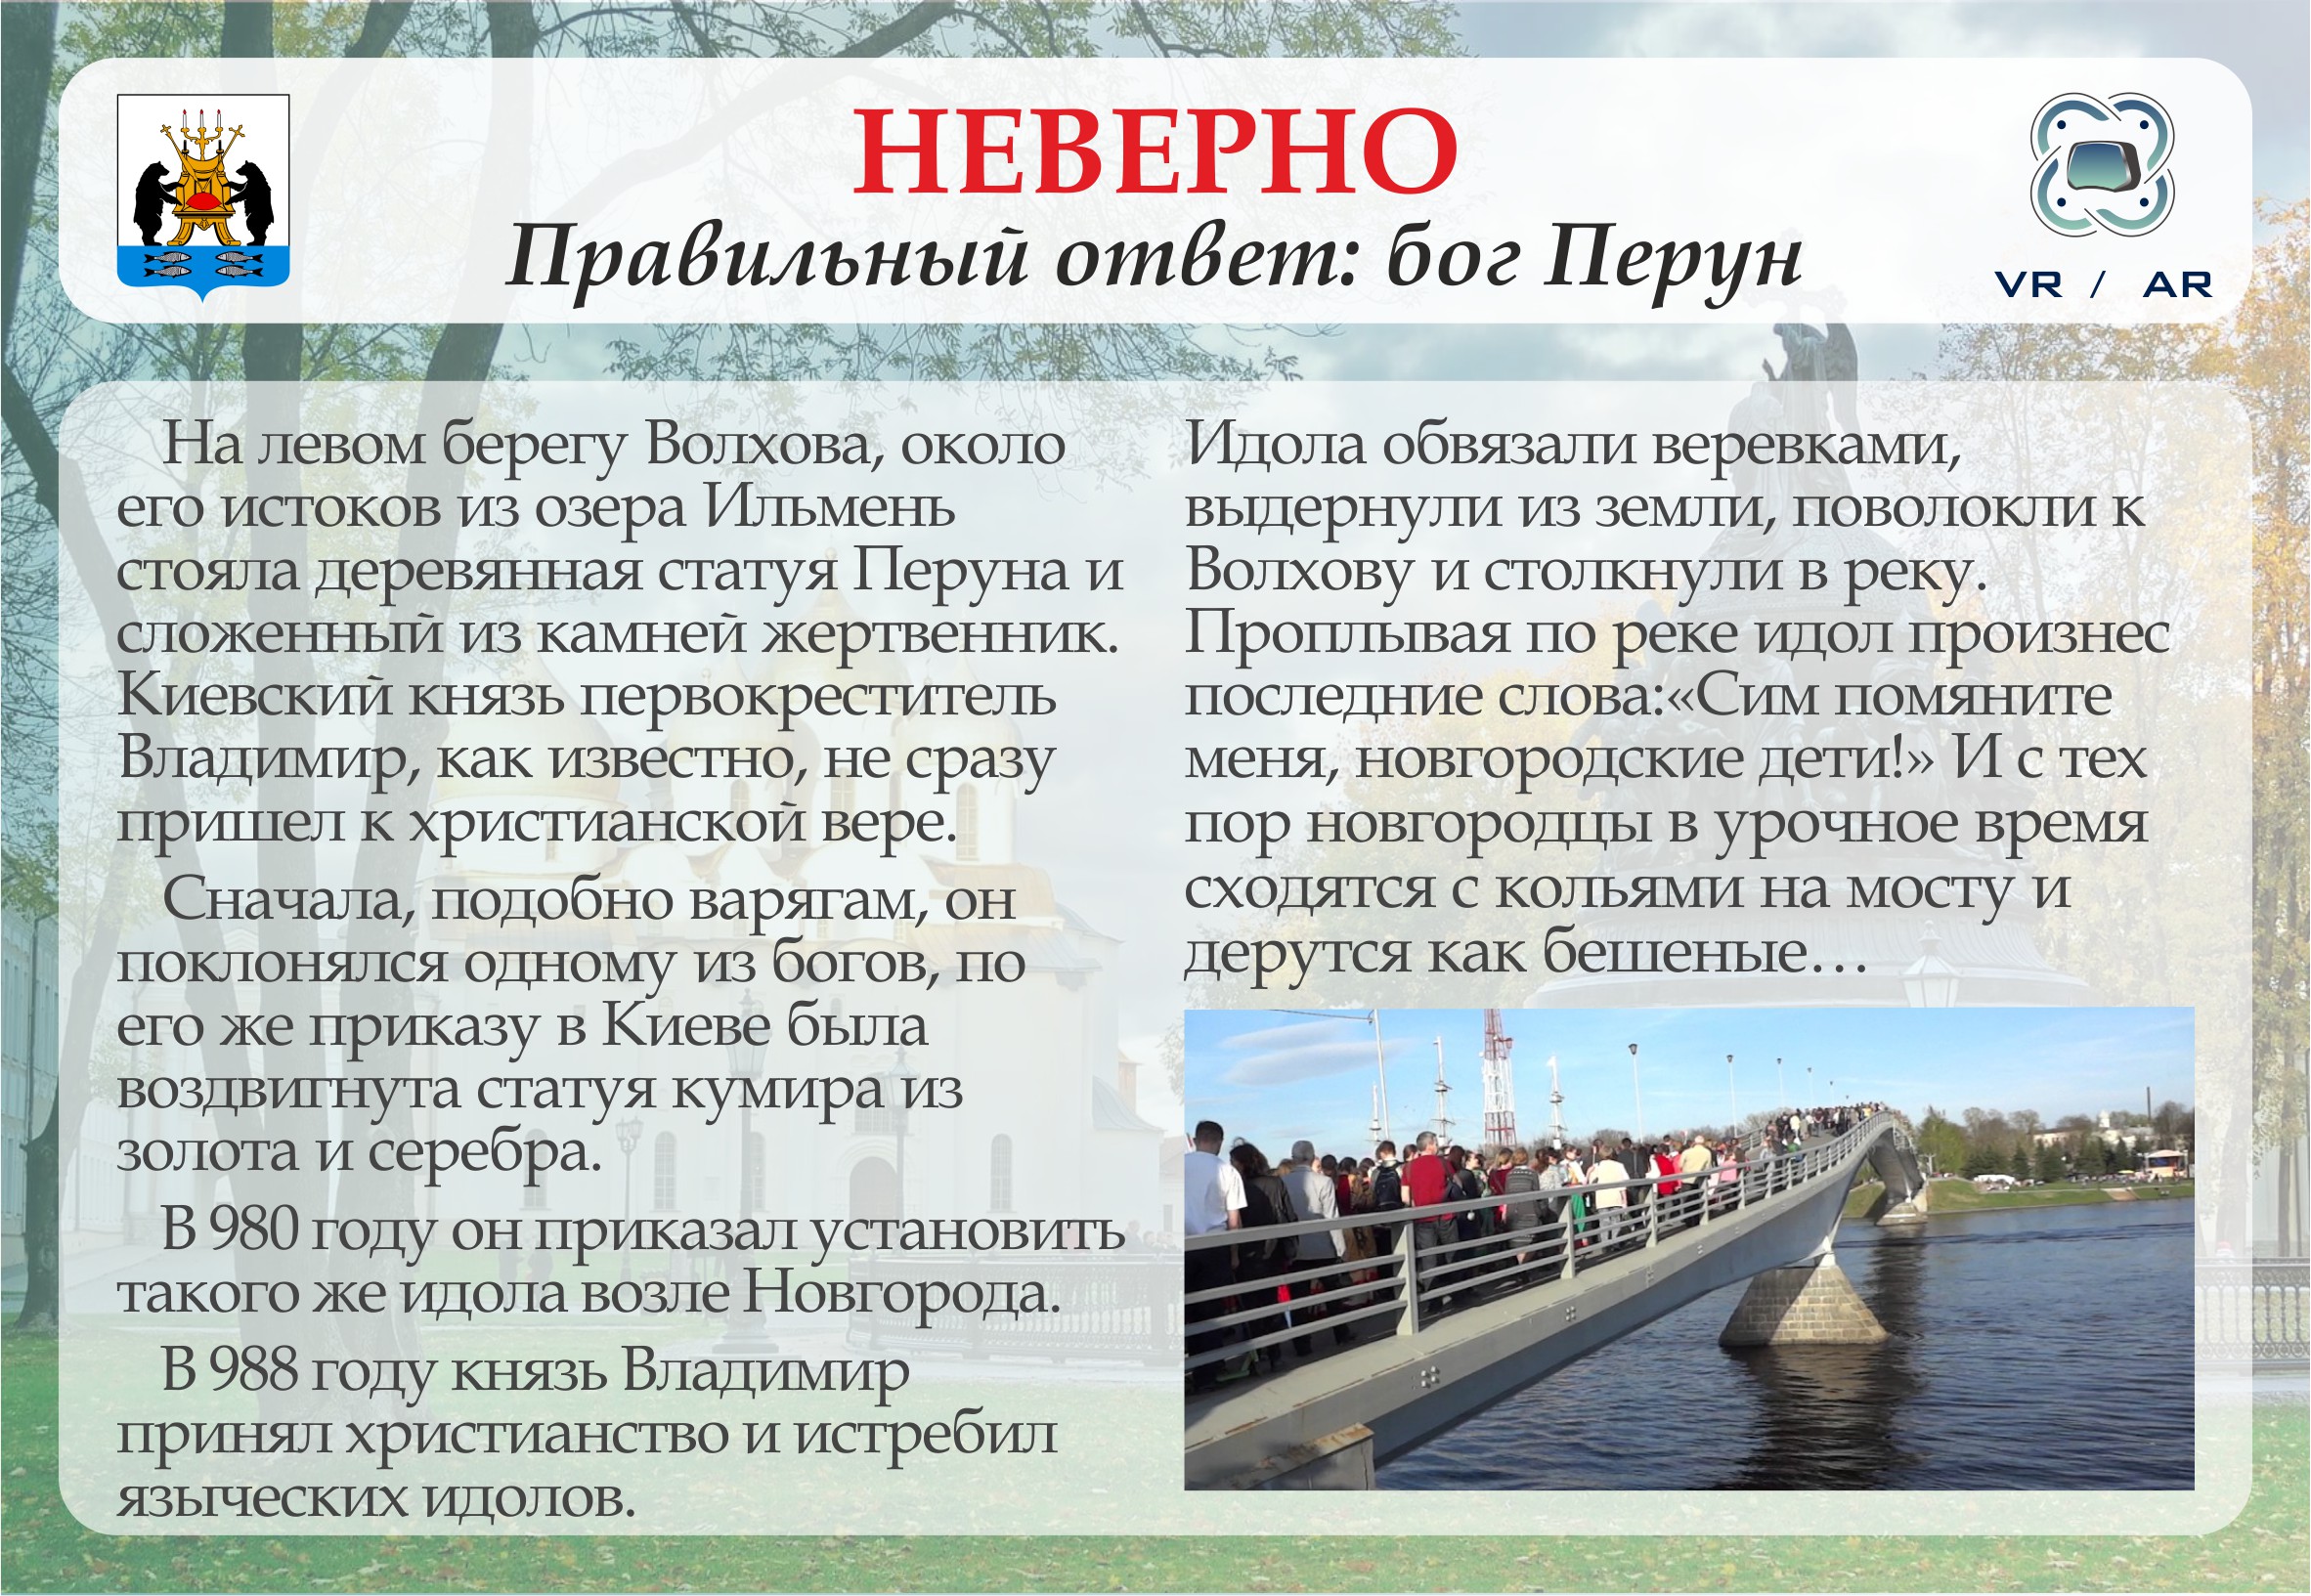 НЕВЕРНО
Правильный ответ: бог Перун
VR / AR
На левом берегу Волхова, около
его истоков из озера Ильмень
стояла деревянная статуя Перуна и
сложенный из камней жертвенник.
Киевский князь первокреститель
Владимир, как известно, не сразу
пришел к христианской вере.
Сначала, подобно варягам, он
поклонялся одному из богов, по
его же приказу в Киеве была
воздвигнута статуя кумира из
золота и серебра.
В 980 году он приказал установить
такого же идола возле Новгорода.
В 988 году князь Владимир
принял христианство и истребил
языческих идолов.
Идола обвязали веревками,
выдернули из земли, поволокли к
Волхову и столкнули в реку.
Проплывая по реке идол произнес
последние слова:«Сим помяните
меня, новгородские дети!» И с тех
пор новгородцы в урочное время
сходятся с кольями на мосту и
дерутся как бешеные…